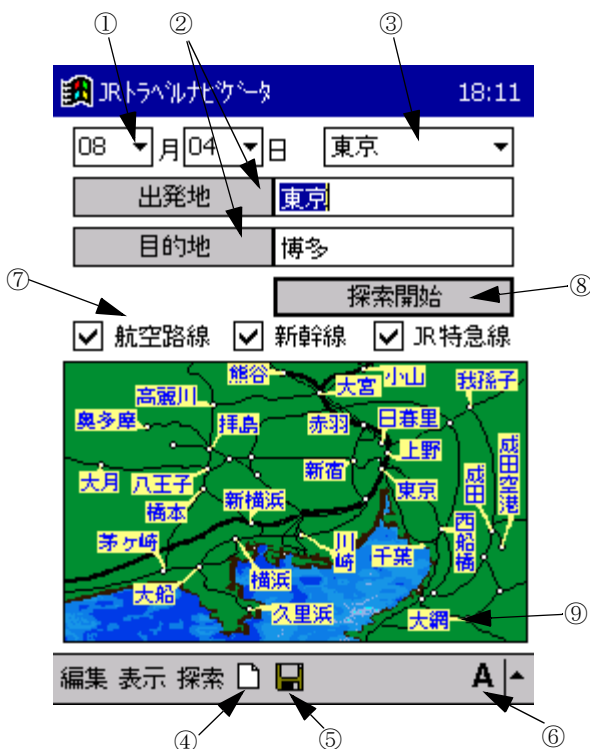 ① ② ③
JRトラベルナビゲータ 18:11
08 月 04 日 東京
出発地 東京
目的地 博多
⑦
探索開始 ⑧
航空路線 新幹線 JR特急線
熊谷 小山
大宮 我孫子
高麗川
奥多摩 拝島 赤羽 日暮里
上野
新宿 成田 成田空港
大月 八王子 東京
橋本 新横浜
西船橋
茅ヶ崎 川崎 千葉
横浜
大船
久里浜 大網 ⑨
編集 表示 探索 A
④ ⑤ ⑥